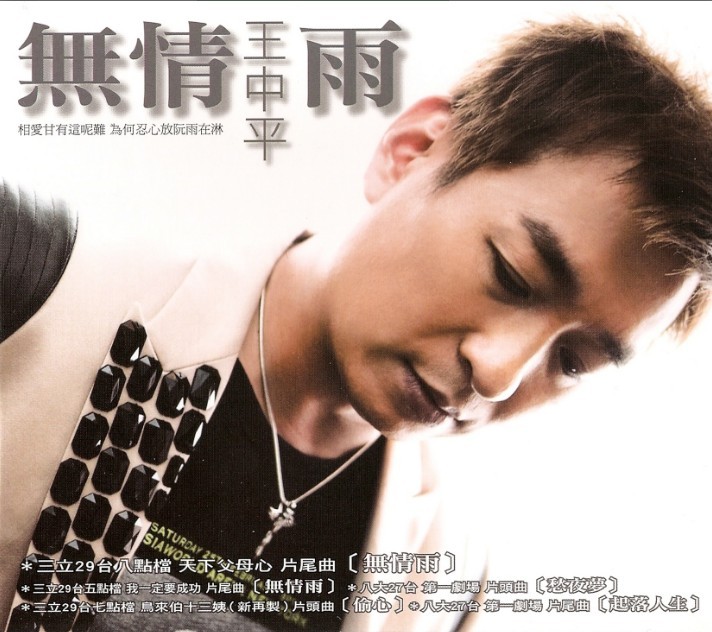 無情雨
王中平
相愛甘有這呢難 為何忍心放阮雨在淋
SATURDAY 25
SIAWOR
＊三立29台八點檔 天下父母心 片尾曲〔無情雨〕
＊三立29台五點檔 我一定要成功 片尾曲〔無情雨〕＊八大27台 第一劇場 片頭曲〔愁夜夢〕
＊三立29台七點檔 鳥來伯十三姨（新再製）片頭曲〔偷心〕＊八大27台 第一劇場 片尾曲〔起落人生〕